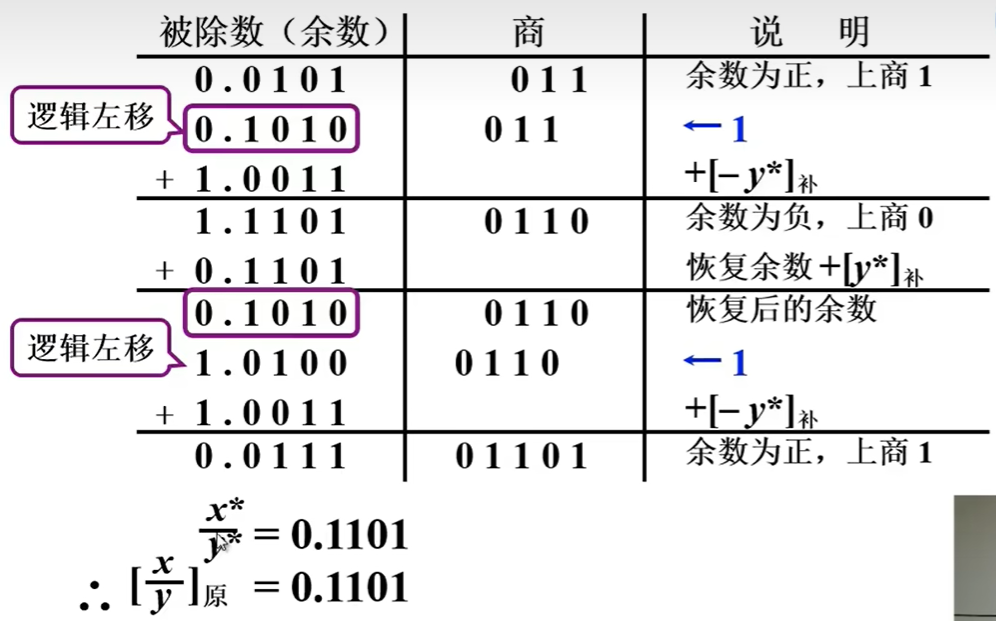 被除数（余数） 商 说 明
0.0101 011 余数为正，上商1
逻辑左移 0.1010 011 ←1
+ 1.0011 +[–y*]补
1.1101 0110 余数为负，上商0
+ 0.1101 恢复余数+[y*]补
0.1010 0110 恢复后的余数
逻辑左移 1.0100 0110 ←1
+ 1.0011 +[–y*]补
0.0111 01101 余数为正，上商1
x*/y* = 0.1101
∴ [x/y]原 = 0.1101